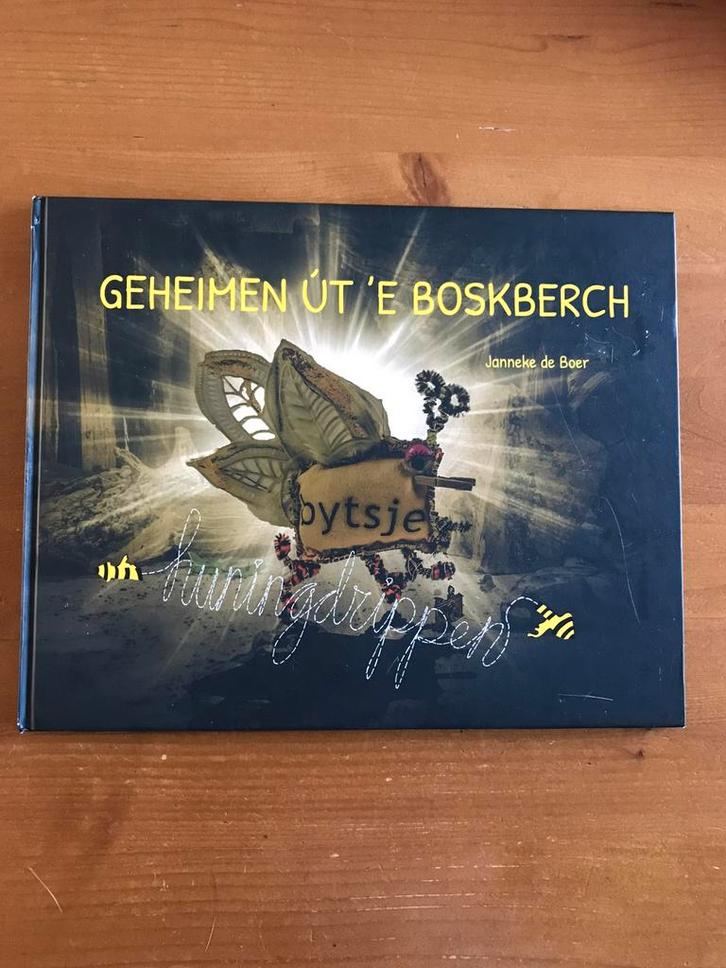 GEHEIMEN ÚT 'E BOSKBERCH
Janneke de Boer
bytsje
huningdrippen